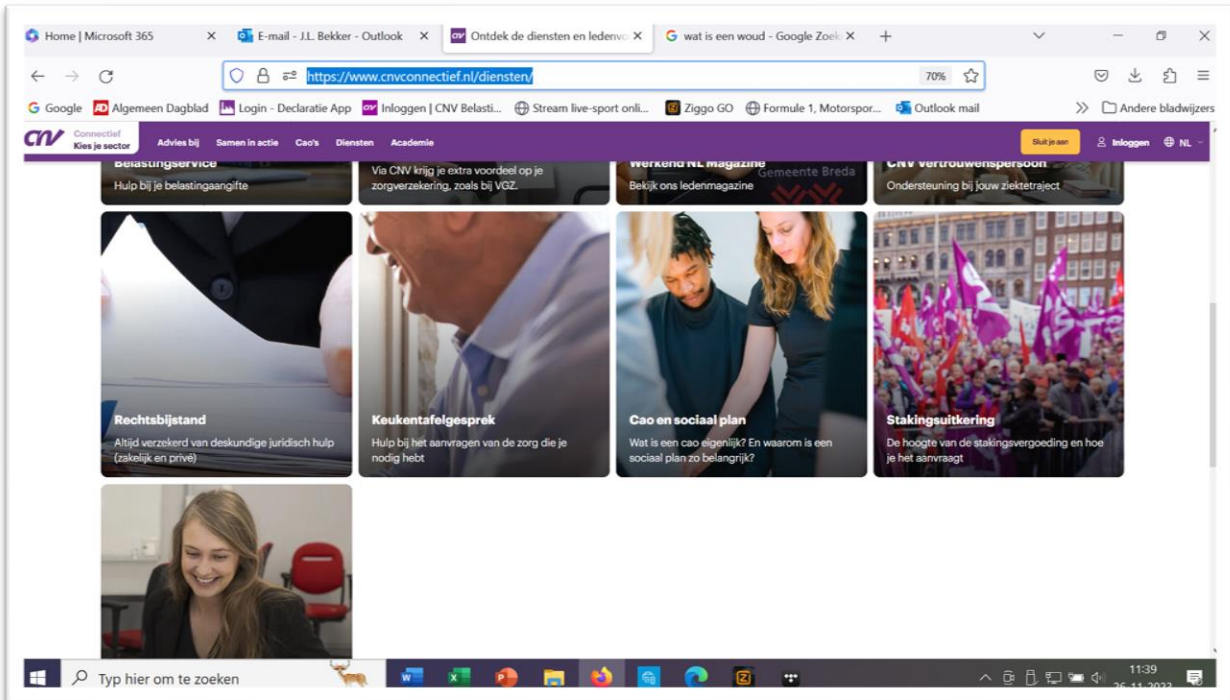 Home | Microsoft 365
E-mail - J.L. Bekker - Outlook
Ontdek de diensten en ledenvo
wat is een woud - Google Zoek
https://www.cnvconnectief.nl/diensten/
70%
Google
Algemeen Dagblad
Login - Declaratie App
Inloggen | CNV Belasti...
Stream live-sport onli...
Ziggo GO
Formule 1, Motorspor...
Outlook mail
Andere bladwijzers
CNV
Connectief
Kies je sector
Advies bij
Samen in actie
Cao's
Diensten
Academie
Sluit je aan
Inloggen
NL
Belastingservice
Hulp bij je belastingaangifte
Via CNV krijg je extra voordeel op je
zorgverzekering, zoals bij VGZ.
Werkend NL Magazine
Gemeente Breda
Bekijk ons ledenmagazine
CNV Vertrouwenspersoon
Ondersteuning bij jouw ziektetraject
Rechtsbijstand
Altijd verzekerd van deskundige juridisch hulp
(zakelijk en privé)
Keukentafelgesprek
Hulp bij het aanvragen van de zorg die je
nodig hebt
Cao en sociaal plan
Wat is een cao eigenlijk? En waarom is een
sociaal plan zo belangrijk?
Stakingsuitkering
De hoogte van de stakingsvergoeding en hoe
je het aanvraagt
Typ hier om te zoeken
11:39
26-11-2023